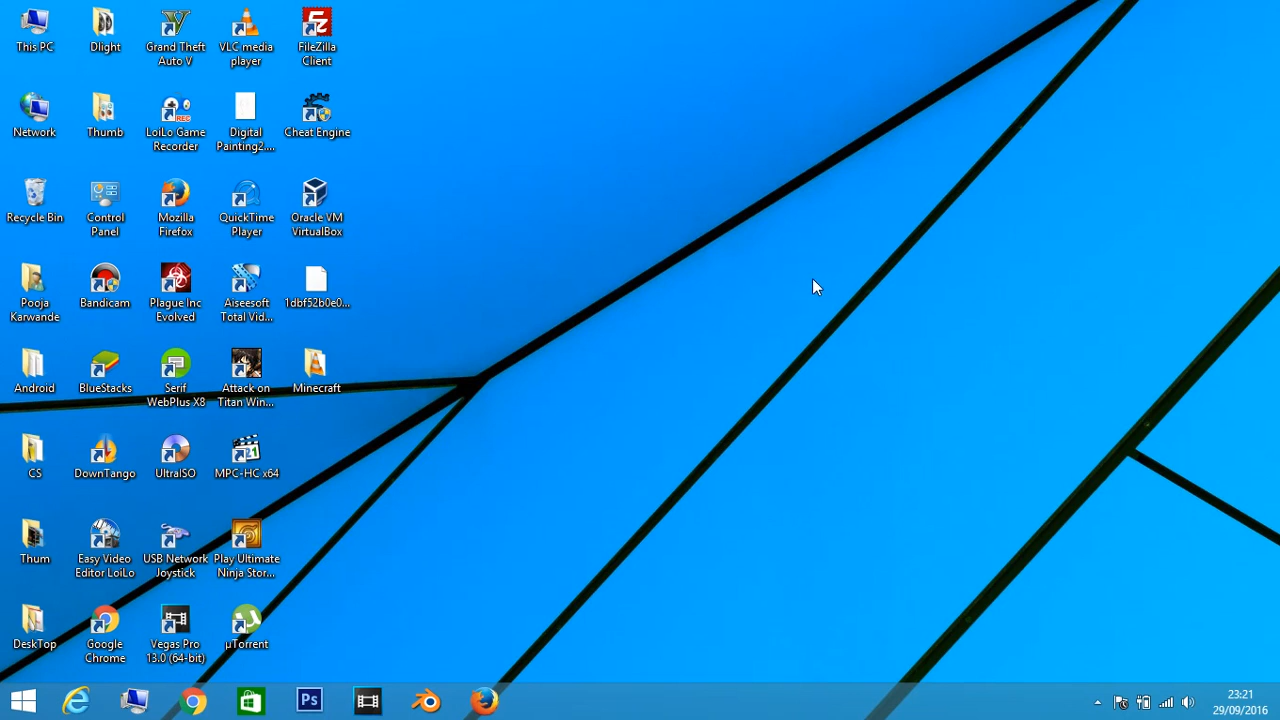 This PC
Dlight
Grand Theft
Auto V
VLC media
player
FileZilla
Client
Network
Thumb
LoiLo Game
Recorder
REC
Digital
Painting2....
Cheat Engine
Recycle Bin
Control
Panel
Mozilla
Firefox
QuickTime
Player
Oracle VM
VirtualBox
Pooja
Karwande
Bandicam
Plague Inc
Evolved
Aiseesoft
Total Vid...
1dbf52b0e0...
Android
BlueStacks
Serif
WebPlus X8
Attack on
Titan Win...
Minecraft
CS
DownTango
UltraISO
21
MPC-HC x64
Thum
Easy Video
Editor LoiLo
USB Network
Joystick
Play Ultimate
Ninja Stor...
DeskTop
Google
Chrome
Vegas Pro
13.0 (64-bit)
µTorrent
Ps
23:21
29/09/2016